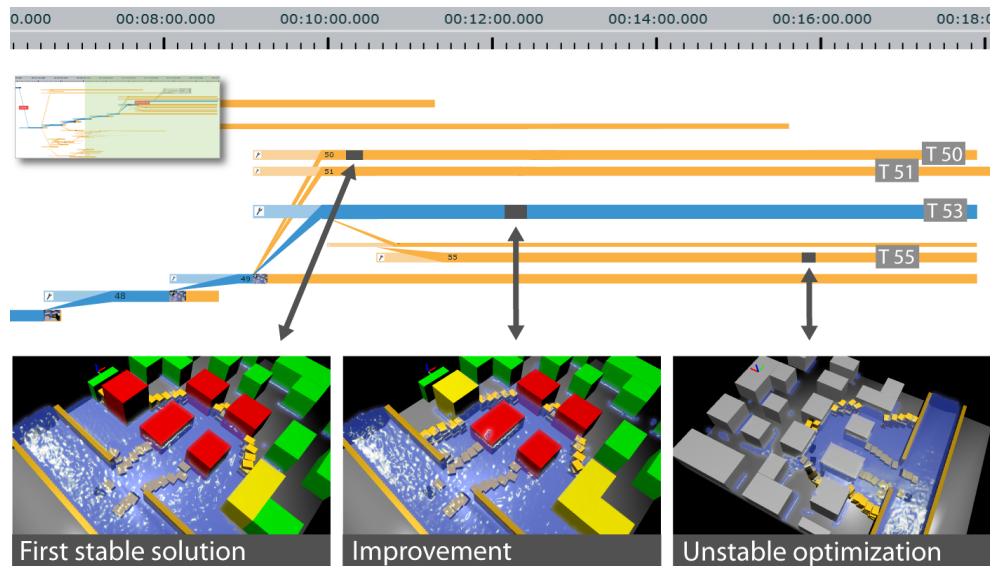 0.000 00:08:00.000 00:10:00.000 00:12:00.000 00:14:00.000 00:16:00.000 00:18:0
50 T 50
51 T 51
T 53
55 T 55
49
48
First stable solution Improvement Unstable optimization